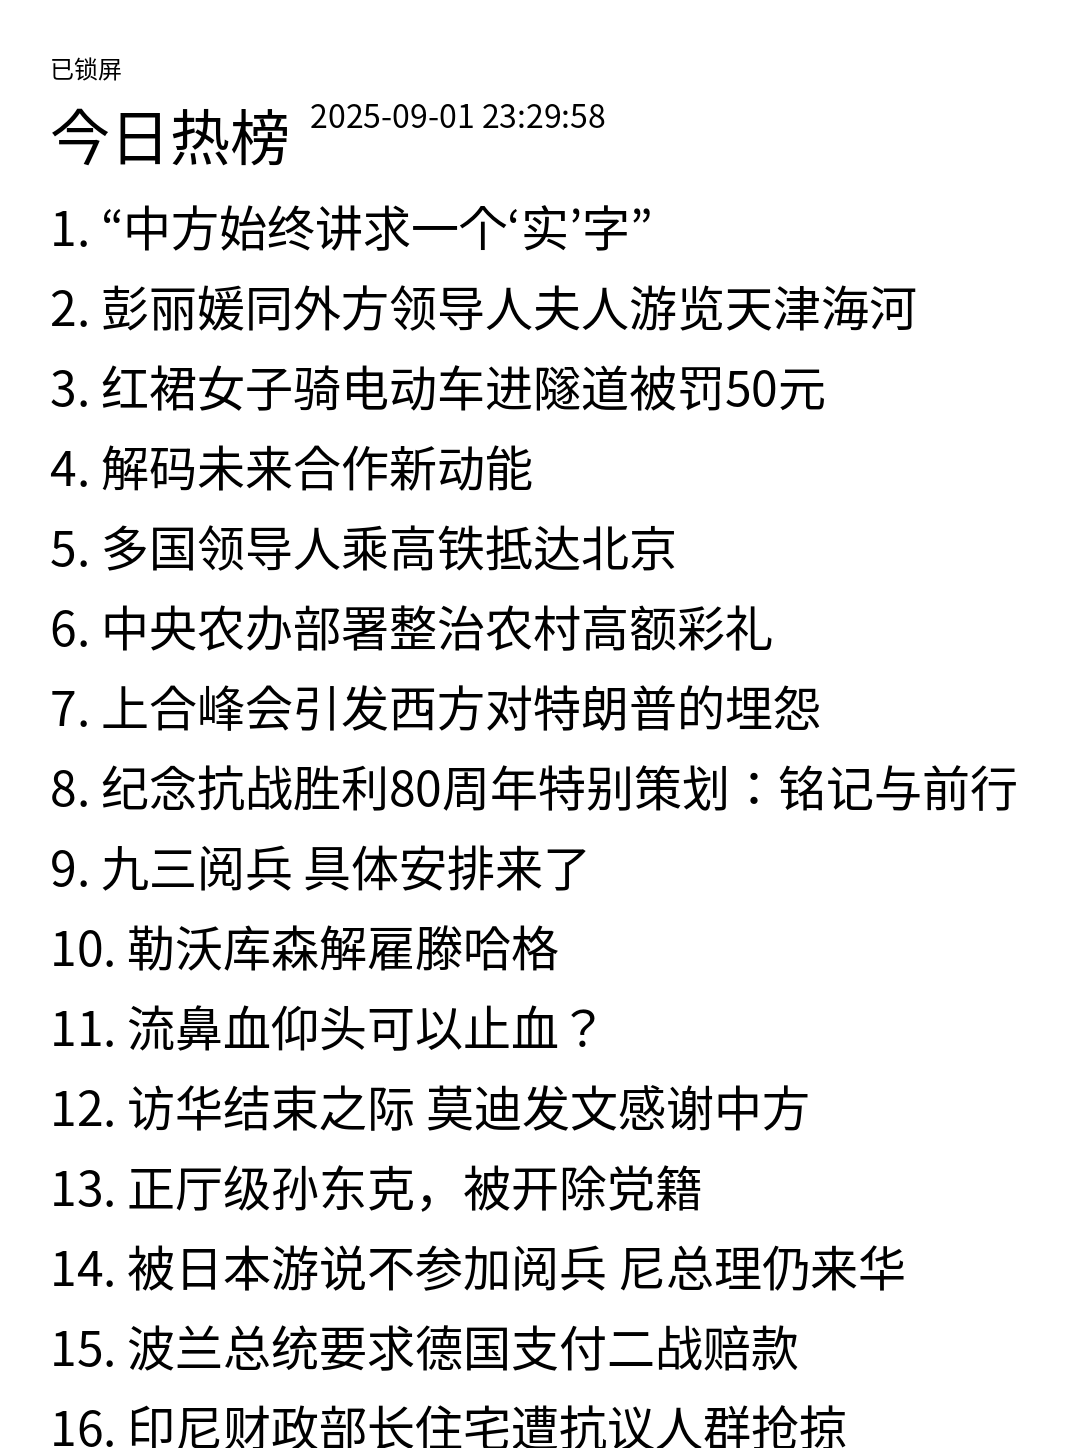 已锁屏
今日热榜 2025-09-01 23:29:58
1. “中方始终讲求一个‘实’字”
2. 彭丽媛同外方领导人夫人游览天津海河
3. 红裙女子骑电动车进隧道被罚50元
4. 解码未来合作新动能
5. 多国领导人乘高铁抵达北京
6. 中央农办部署整治农村高额彩礼
7. 上合峰会引发西方对特朗普的埋怨
8. 纪念抗战胜利80周年特别策划：铭记与前行
9. 九三阅兵 具体安排来了
10. 勒沃库森解雇滕哈格
11. 流鼻血仰头可以止血？
12. 访华结束之际 莫迪发文感谢中方
13. 正厅级孙东克，被开除党籍
14. 被日本游说不参加阅兵 尼总理仍来华
15. 波兰总统要求德国支付二战赔款
16. 印尼财政部长住宅遭抗议人群抢掠